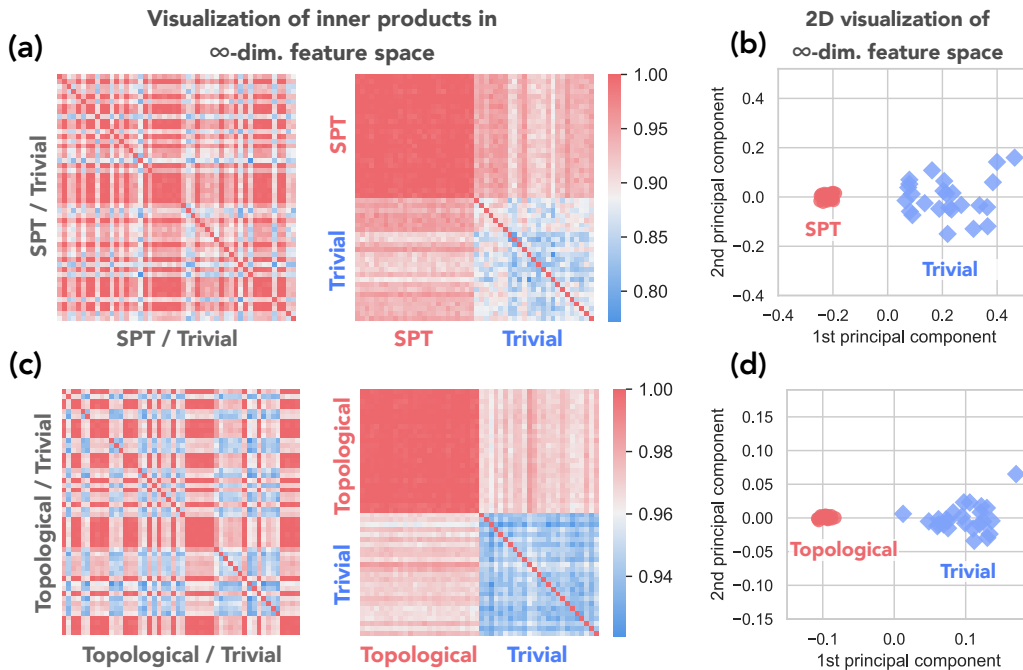 Visualization of inner products in
∞-dim. feature space
2D visualization of
∞-dim. feature space
(a)
SPT / Trivial
SPT / Trivial
SPT
Trivial
SPT
Trivial
1.00
0.95
0.90
0.85
0.80
(b)
2nd principal component
0.4
0.2
0.0
−0.2
−0.4
SPT
Trivial
−0.4
−0.2
0.0
0.2
0.4
1st principal component
(c)
Topological / Trivial
Topological / Trivial
Topological
Trivial
Topological
Trivial
1.00
0.98
0.96
0.94
(d)
2nd principal component
0.15
0.10
0.05
0.00
−0.05
−0.10
−0.15
Topological
Trivial
−0.1
0.0
0.1
1st principal component